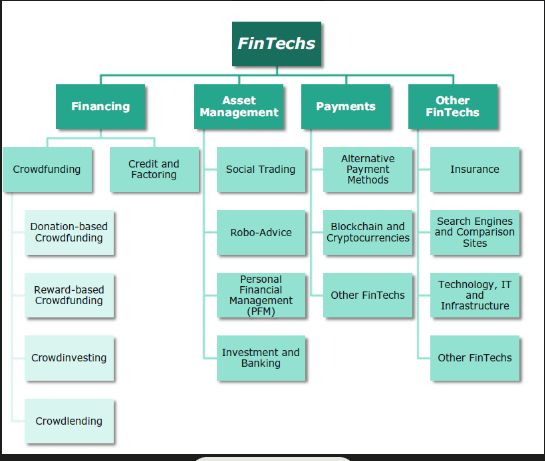 FinTechs
Financing
Asset
Management
Payments
Other
FinTechs
Crowdfunding
Credit and
Factoring
Social Trading
Alternative
Payment
Methods
Insurance
Donation-based
Crowdfunding
Robo-Advice
Blockchain and
Cryptocurrencies
Search Engines
and Comparison
Sites
Reward-based
Crowdfunding
Personal
Financial
Management
(PFM)
Other FinTechs
Technology, IT
and
Infrastructure
Crowdinvesting
Investment and
Banking
Other FinTechs
Crowdlending